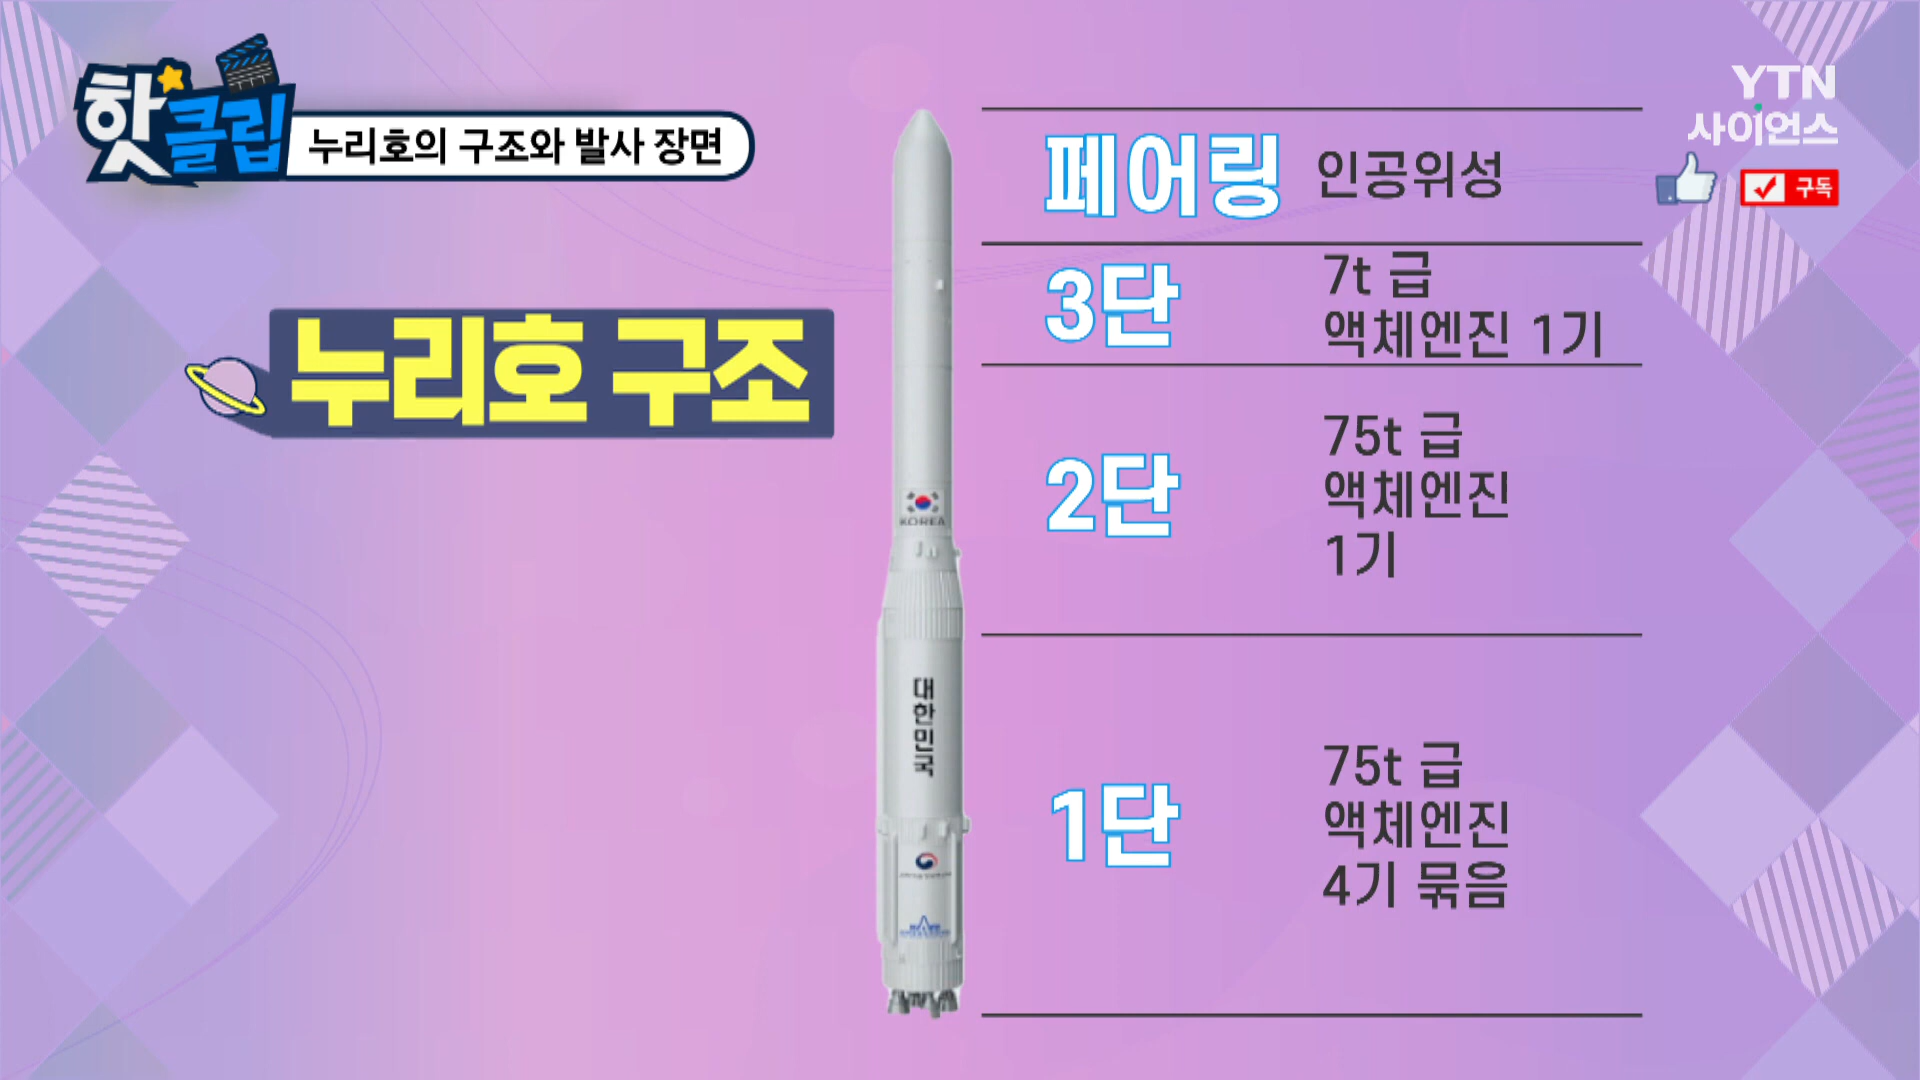 핫클립
누리호의 구조와 발사 장면
YTN
사이언스
구독
누리호 구조
페어링 인공위성
3단 7t 급
액체엔진 1기
2단 75t 급
액체엔진
1기
1단 75t 급
액체엔진
4기 묶음
KOREA
대한민국